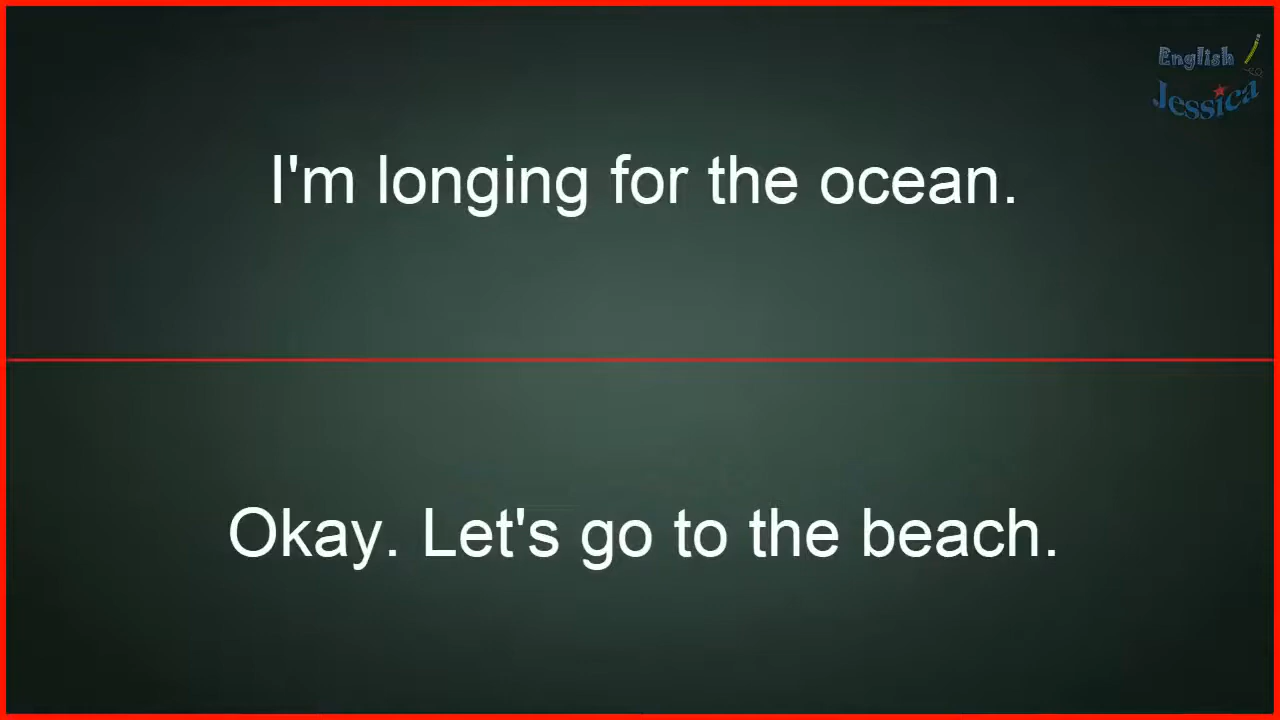 English
Jessica
I'm longing for the ocean.
Okay. Let's go to the beach.